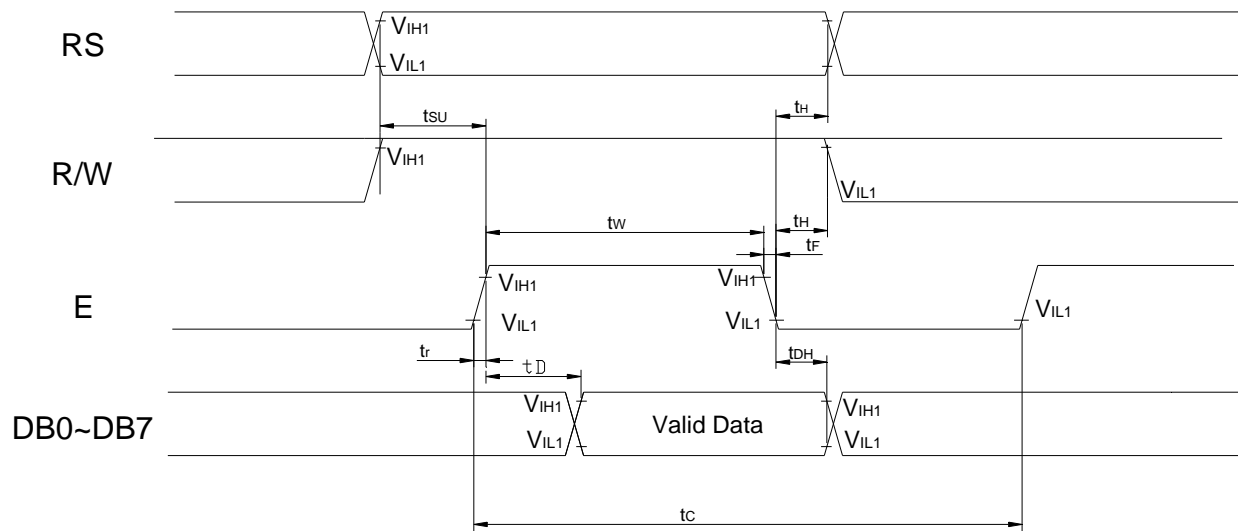 RS
VIH1
VIL1
tSU
tH
R/W
VIH1
VIL1
tW
tH
tF
E
VIH1
VIL1
VIH1
VIL1
VIL1
tr
tD
tDH
DB0~DB7
VIH1
VIL1
Valid Data
VIH1
VIL1
tC